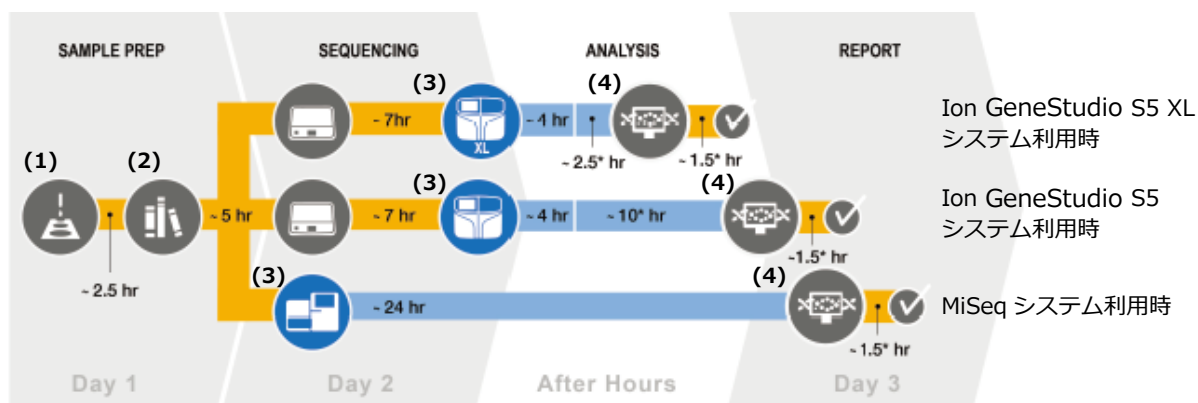 SAMPLE PREP
SEQUENCING
ANALYSIS
REPORT
(3)
(4)
~ 7hr
XL
~ 4 hr
~ 2.5* hr
~ 1.5* hr
Ion GeneStudio S5 XL
システム利用時
(1)
(2)
~ 2.5 hr
~ 5 hr
(3)
(4)
~ 7 hr
~ 4 hr
~ 10* hr
~1.5* hr
Ion GeneStudio S5
システム利用時
(3)
(4)
~ 24 hr
~ 1.5* hr
MiSeq システム利用時
Day 1
Day 2
After Hours
Day 3